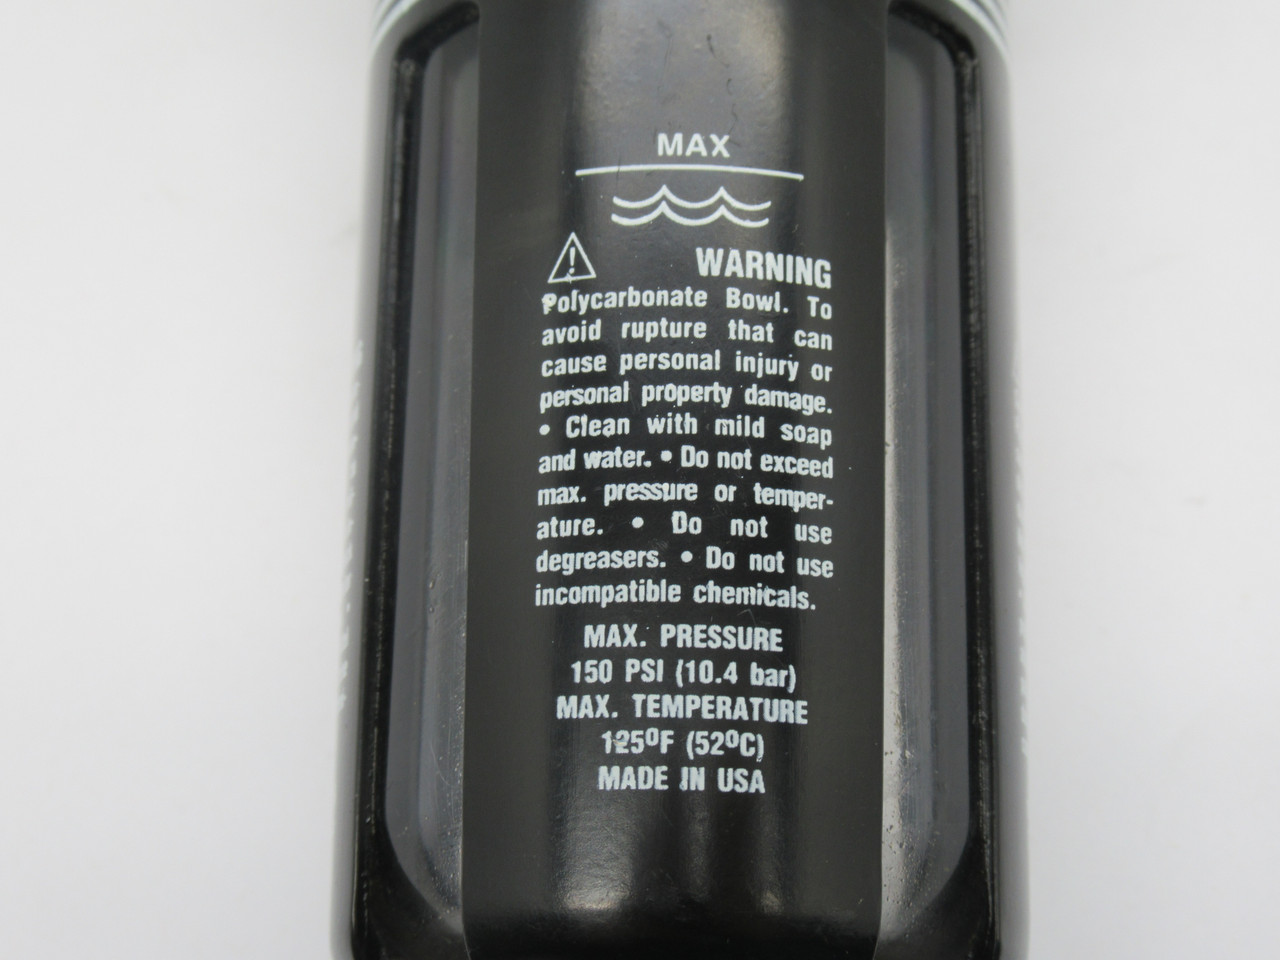 MAX
WARNING
Polycarbonate Bowl. To
avoid rupture that can
cause personal injury or
personal property damage.
• Clean with mild soap
and water. • Do not exceed
max. pressure or temper-
ature. • Do not use
degreasers. • Do not use
incompatible chemicals.
MAX. PRESSURE
150 PSI (10.4 bar)
MAX. TEMPERATURE
125ºF (52ºC)
MADE IN USA